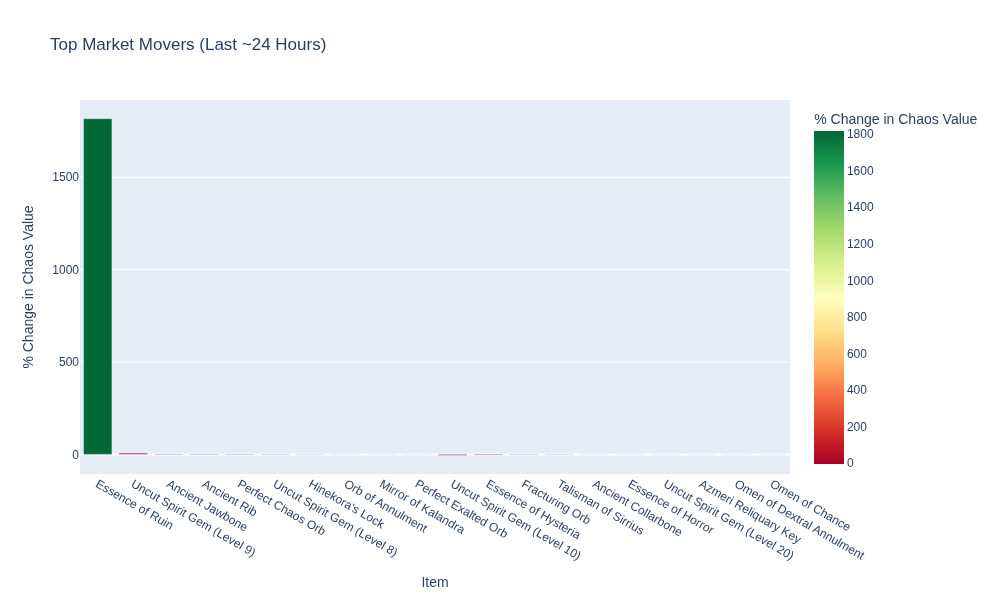 Top Market Movers (Last ~24 Hours)
% Change in Chaos Value
1800
1600
1400
1200
1000
800
600
400
200
0
% Change in Chaos Value
1500
1000
500
0
Essence of Ruin
Uncut Spirit Gem (Level 9)
Ancient Jawbone
Ancient Rib
Perfect Chaos Orb
Uncut Spirit Gem (Level 8)
Hinekora's Lock
Orb of Annulment
Mirror of Kalandra
Perfect Exalted Orb
Uncut Spirit Gem (Level 10)
Essence of Hysteria
Fracturing Orb
Talisman of Sirrius
Ancient Collarbone
Essence of Horror
Uncut Spirit Gem (Level 20)
Azmeri Reliquary Key
Omen of Dextral Annulment
Omen of Chance
Item